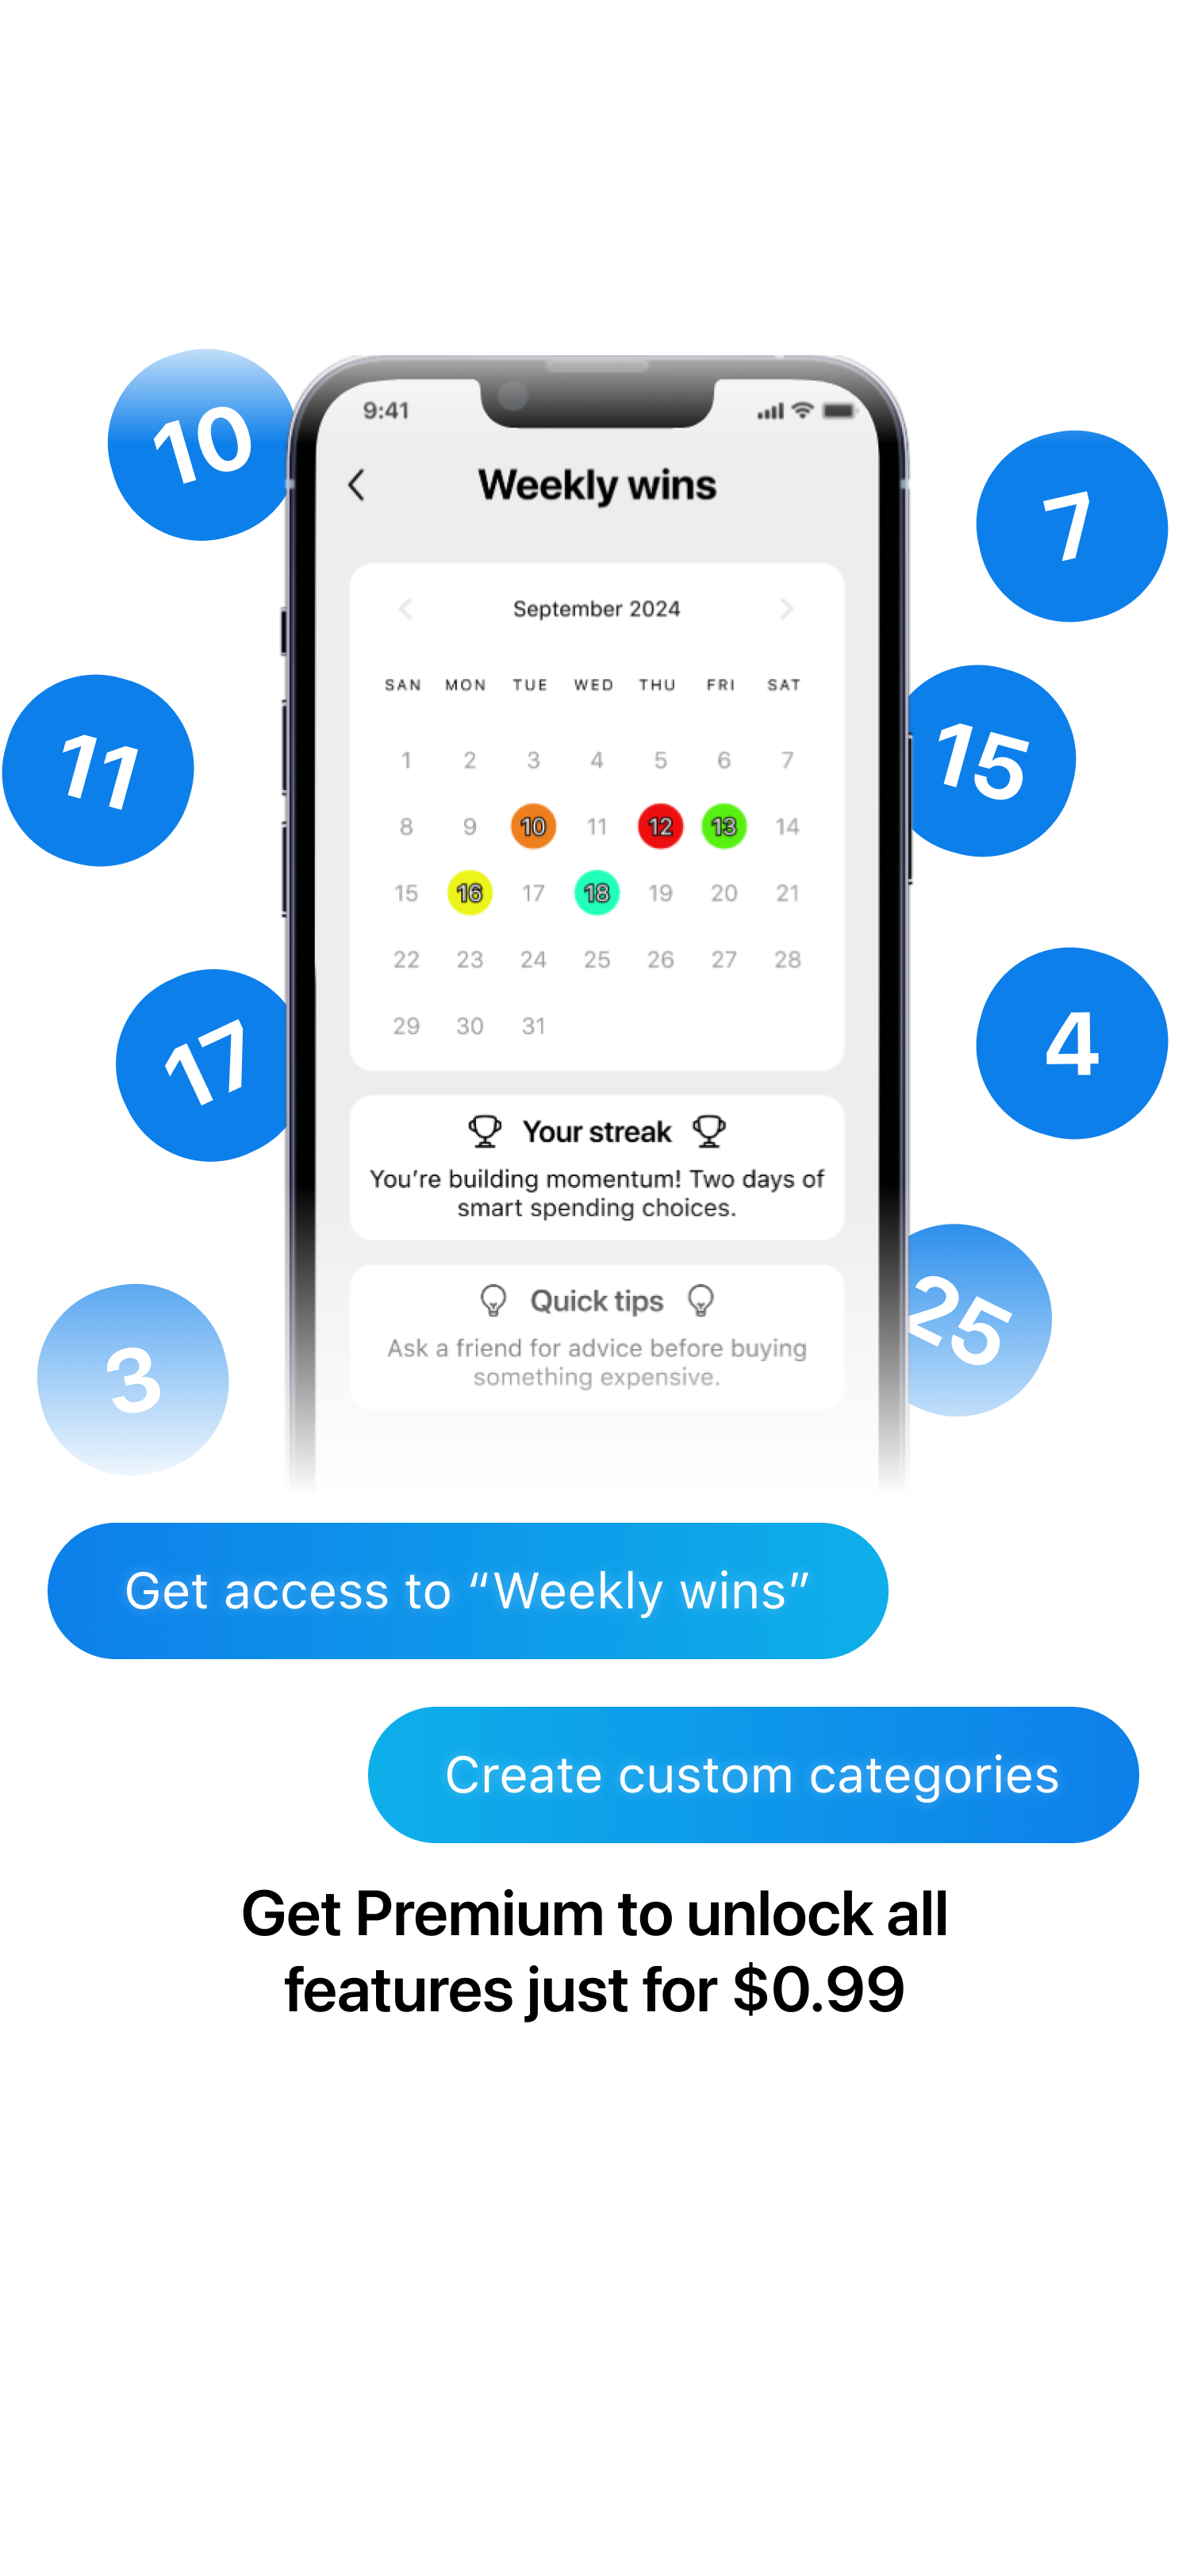 10
9:41
Weekly wins
7
September 2024
SAN MON TUE WED THU FRI SAT
11
15
1 2 3 4 5 6 7
8 9 10 11 12 13 14
15 16 17 18 19 20 21
22 23 24 25 26 27 28
29 30 31
17
4
Your streak
You're building momentum! Two days of
smart spending choices.
Quick tips
Ask a friend for advice before buying
something expensive.
25
3
Get access to “Weekly wins”
Create custom categories
Get Premium to unlock all
features just for $0.99